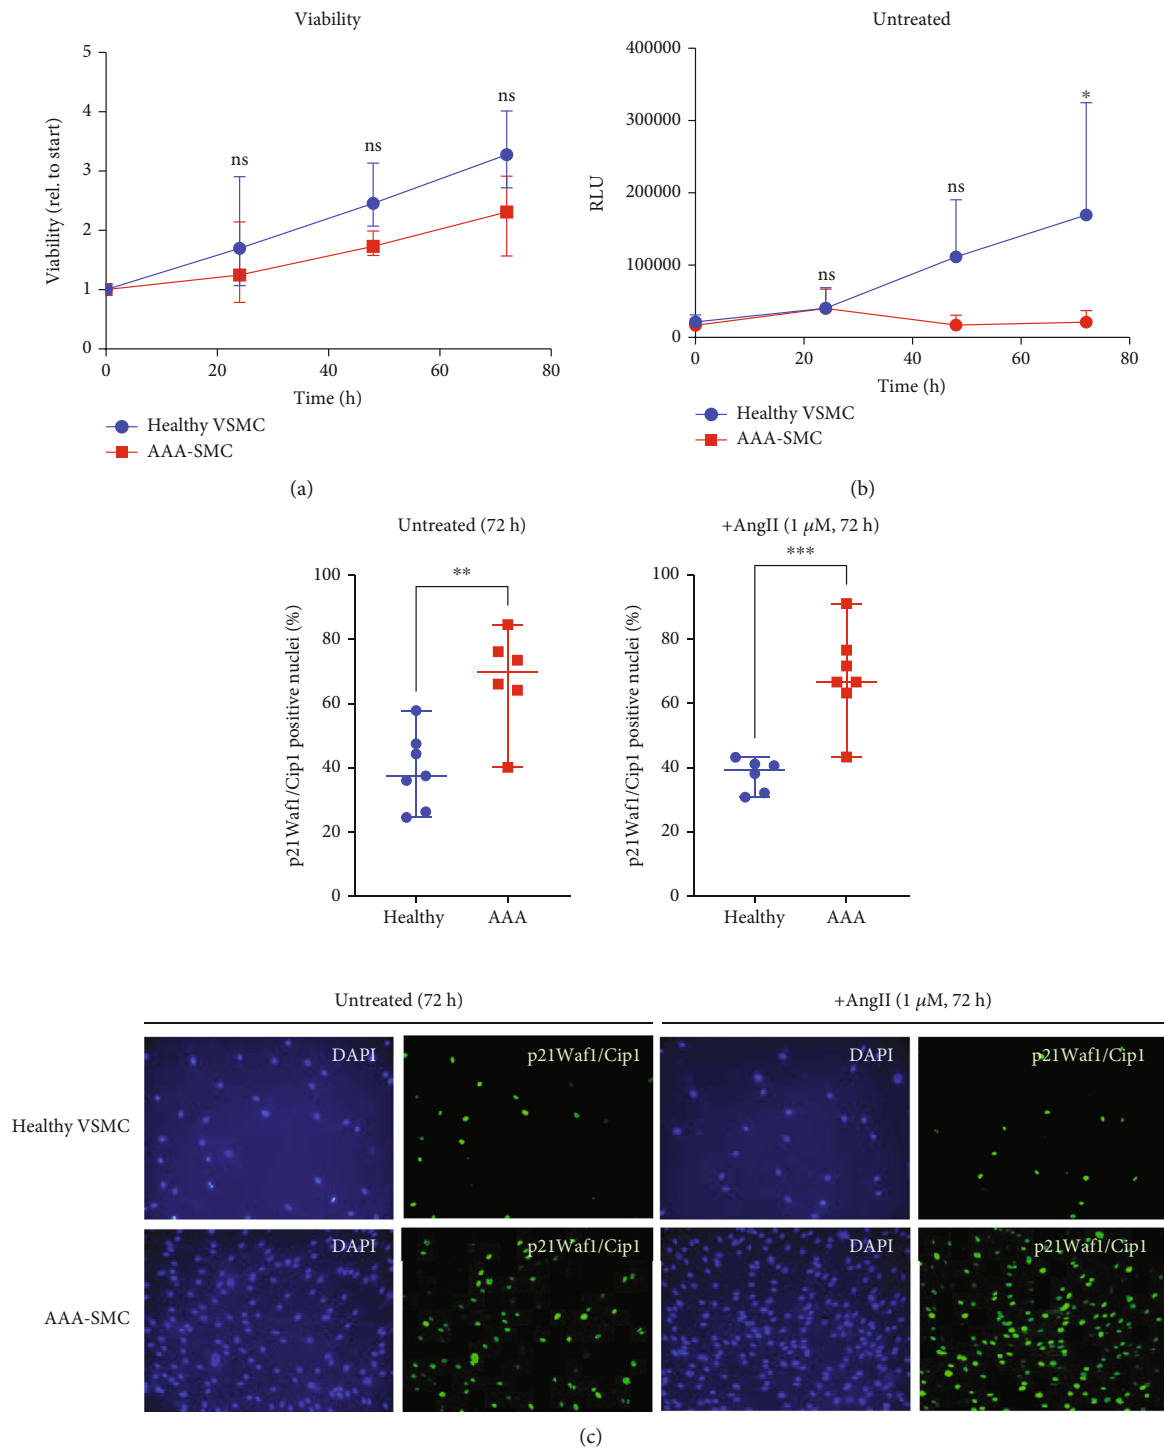 Viability
Untreated
5
4
3
2
1
0
Viability (rel. to start)
ns
ns
ns
0
20
40
60
80
Time (h)
Healthy VSMC
AAA-SMC
(a)
400000
300000
200000
100000
0
RLU
ns
ns
*
0
20
40
60
80
Time (h)
Healthy VSMC
AAA-SMC
(b)
Untreated (72 h)
**
100
80
60
40
20
0
p21Waf1/Cip1 positive nuclei (%)
Healthy
AAA
+AngII (1 μM, 72 h)
***
100
80
60
40
20
0
p21Waf1/Cip1 positive nuclei (%)
Healthy
AAA
Untreated (72 h)
+AngII (1 μM, 72 h)
Healthy VSMC
DAPI
p21Waf1/Cip1
DAPI
p21Waf1/Cip1
AAA-SMC
DAPI
p21Waf1/Cip1
DAPI
p21Waf1/Cip1
(c)